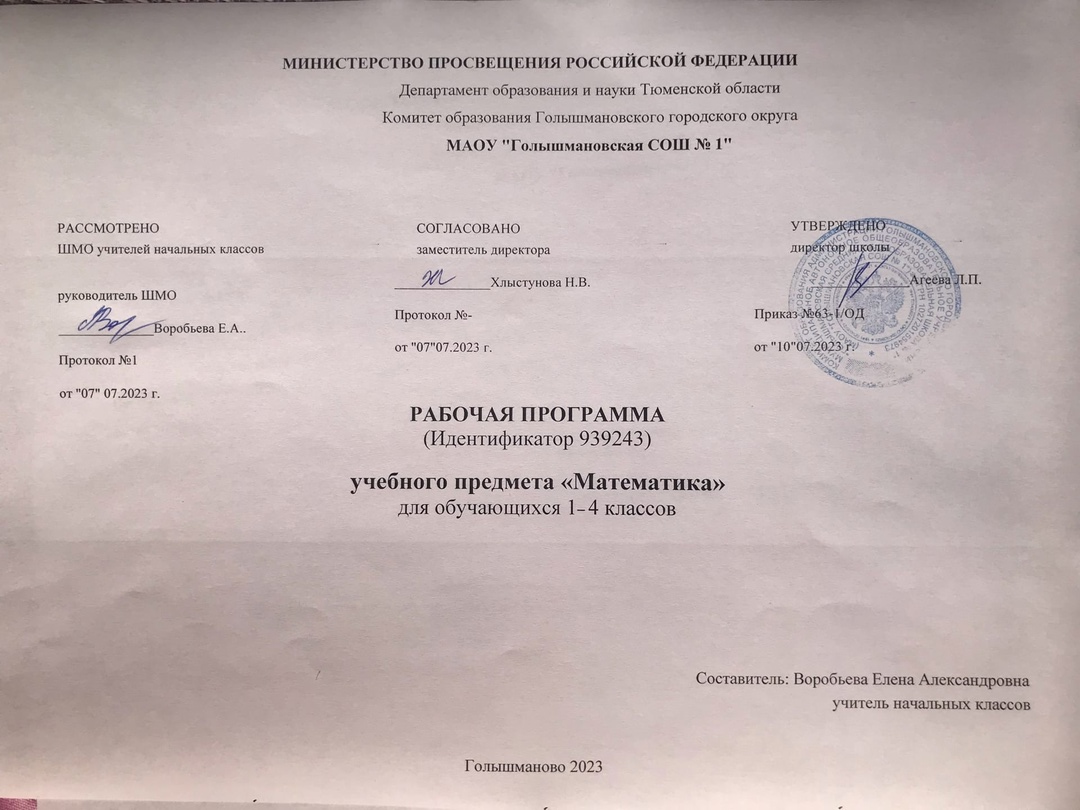 МИНИСТЕРСТВО ПРОСВЕЩЕНИЯ РОССИЙСКОЙ ФЕДЕРАЦИИ
Департамент образования и науки Тюменской области
Комитет образования Голышмановского городского округа
МАОУ "Голышмановская СОШ № 1"
РАССМОТРЕНО
ШМО учителей начальных классов
руководитель ШМО
Воробьева Е.А..
Протокол №1
от "07" 07.2023 г.
СОГЛАСОВАНО
заместитель директора
Хлыстунова Н.В.
Протокол №-
от "07"07.2023 г.
УТВЕРЖДЕНО
директор школы
Агеева Л.П.
Приказ №63-1/ОД
от "10"07.2023 г.
РАБОЧАЯ ПРОГРАММА
(Идентификатор 939243)
учебного предмета «Математика»
для обучающихся 1–4 классов
Составитель: Воробьева Елена Александровна
учитель начальных классов
Голышманово 2023